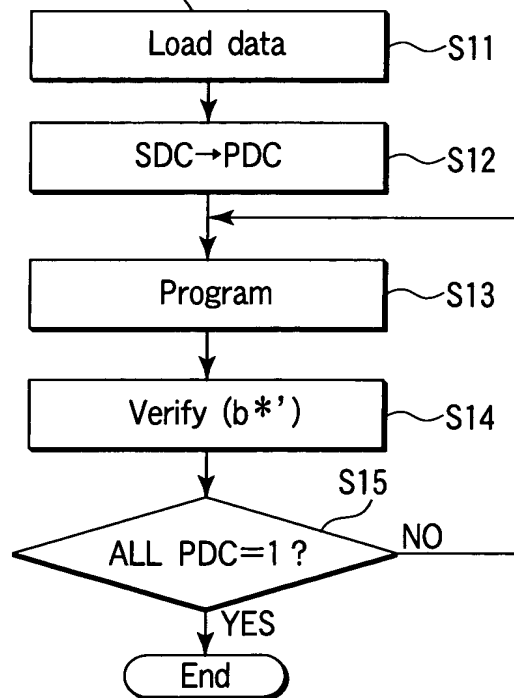 Load data
S11
SDC→PDC
S12
Program
S13
Verify (b*')
S14
S15
ALL PDC=1 ?
NO
YES
End